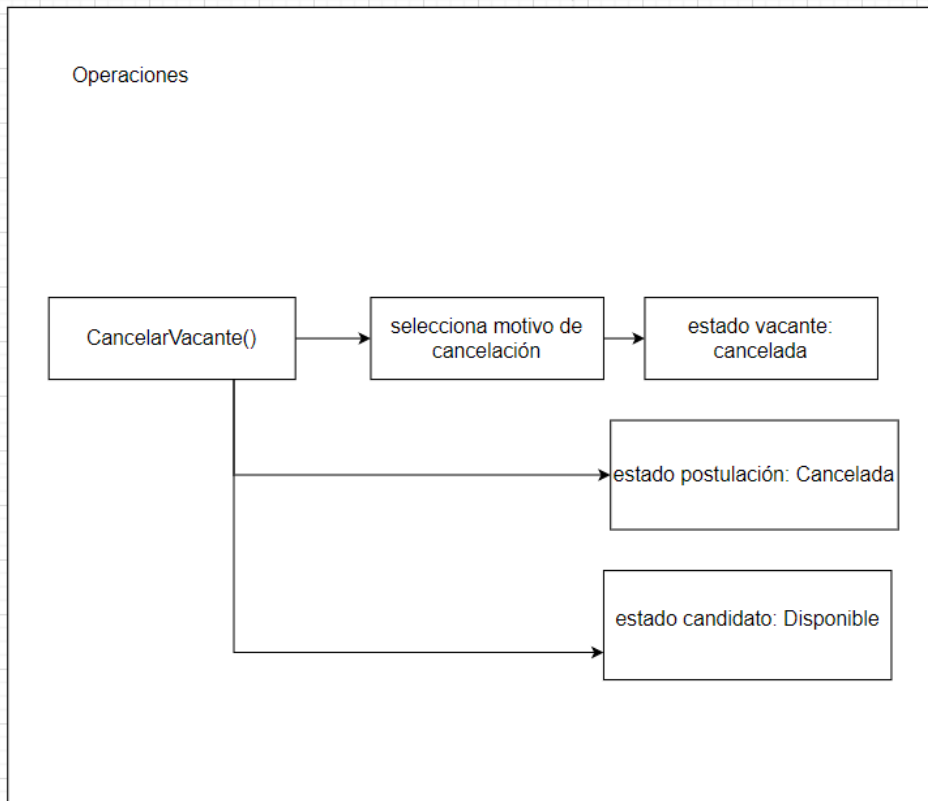 Operaciones
CancelarVacante()
selecciona motivo de
cancelación
estado vacante:
cancelada
estado postulación: Cancelada
estado candidato: Disponible